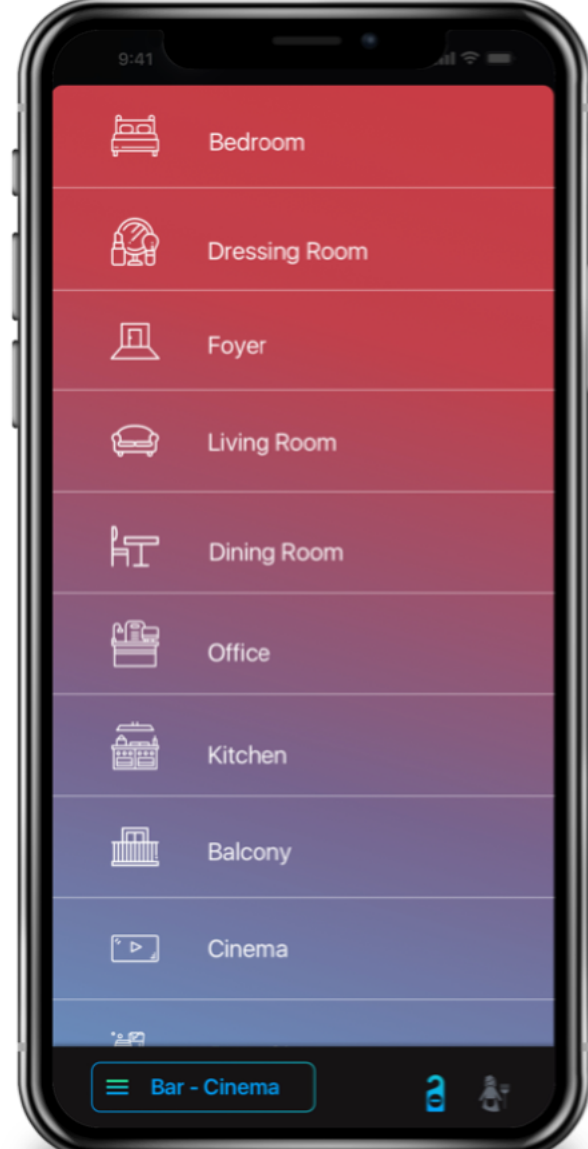 9:41
Bedroom
Dressing Room
Foyer
Living Room
Dining Room
Office
Kitchen
Balcony
Cinema
Bar - Cinema